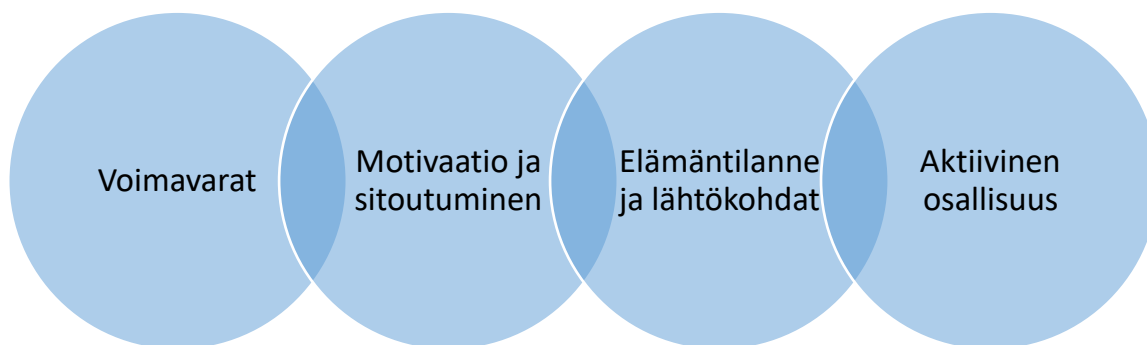 Voimavarat
Motivaatio ja
sitoutuminen
Elämäntilanne
ja lähtökohdat
Aktiivinen
osallisuus